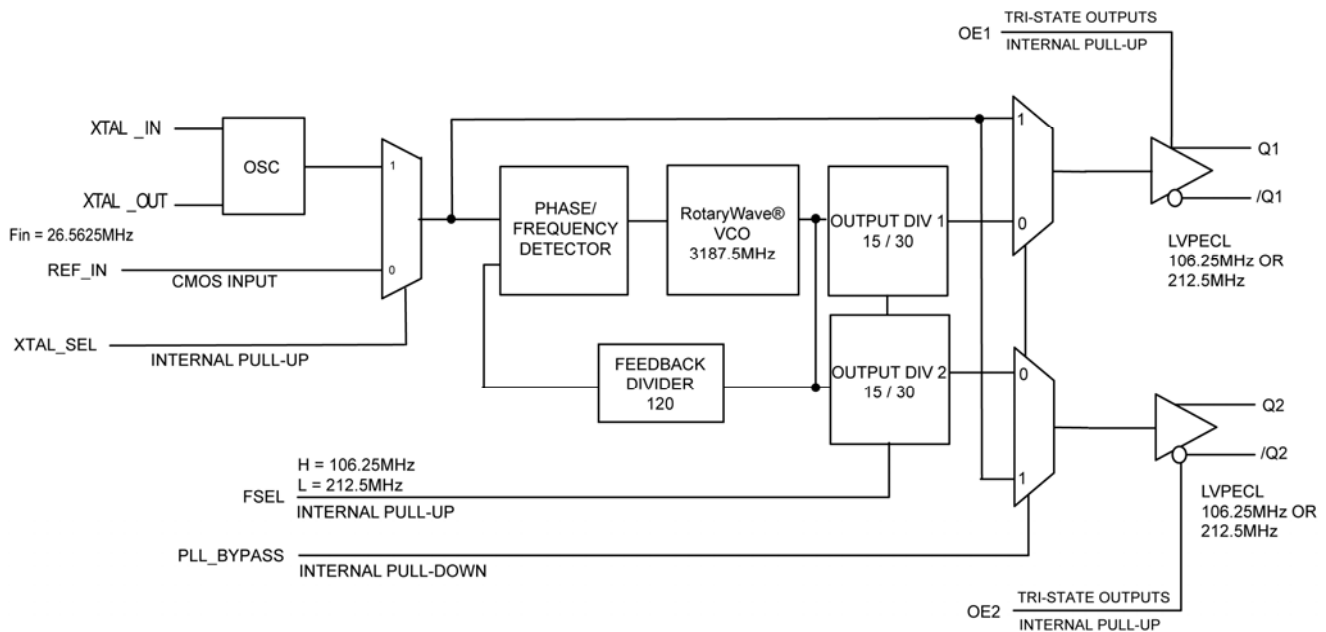 TRI-STATE OUTPUTS
OE1
INTERNAL PULL-UP
XTAL _IN
OSC
XTAL _OUT
Fin = 26.5625MHz
REF_IN
CMOS INPUT
XTAL_SEL
INTERNAL PULL-UP
1
0
PHASE/
FREQUENCY
DETECTOR
RotaryWave®
VCO
3187.5MHz
OUTPUT DIV 1
15 / 30
FEEDBACK
DIVIDER
120
OUTPUT DIV 2
15 / 30
1
0
0
1
Q1
/Q1
LVPECL
106.25MHz OR
212.5MHz
Q2
/Q2
LVPECL
106.25MHz OR
212.5MHz
H = 106.25MHz
L = 212.5MHz
FSEL
INTERNAL PULL-UP
PLL_BYPASS
INTERNAL PULL-DOWN
TRI-STATE OUTPUTS
OE2
INTERNAL PULL-UP